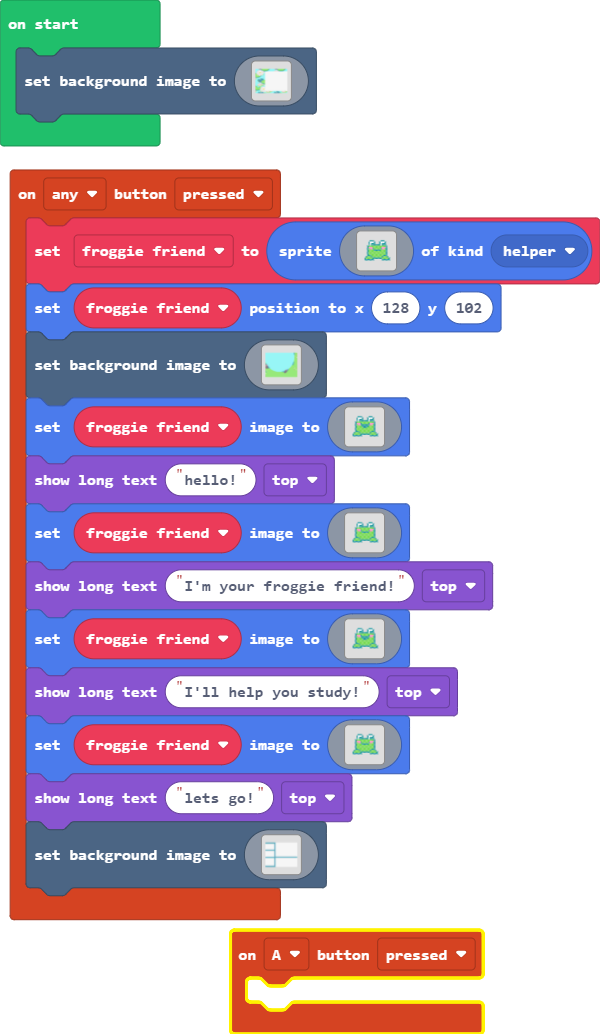 on start
set background image to
on any button pressed
set froggie friend to sprite of kind helper
set froggie friend position to x 128 y 102
set background image to
set froggie friend image to
show long text "hello!" top
set froggie friend image to
show long text "I'm your froggie friend!" top
set froggie friend image to
show long text "I'll help you study!" top
set froggie friend image to
show long text "lets go!" top
set background image to
on A button pressed